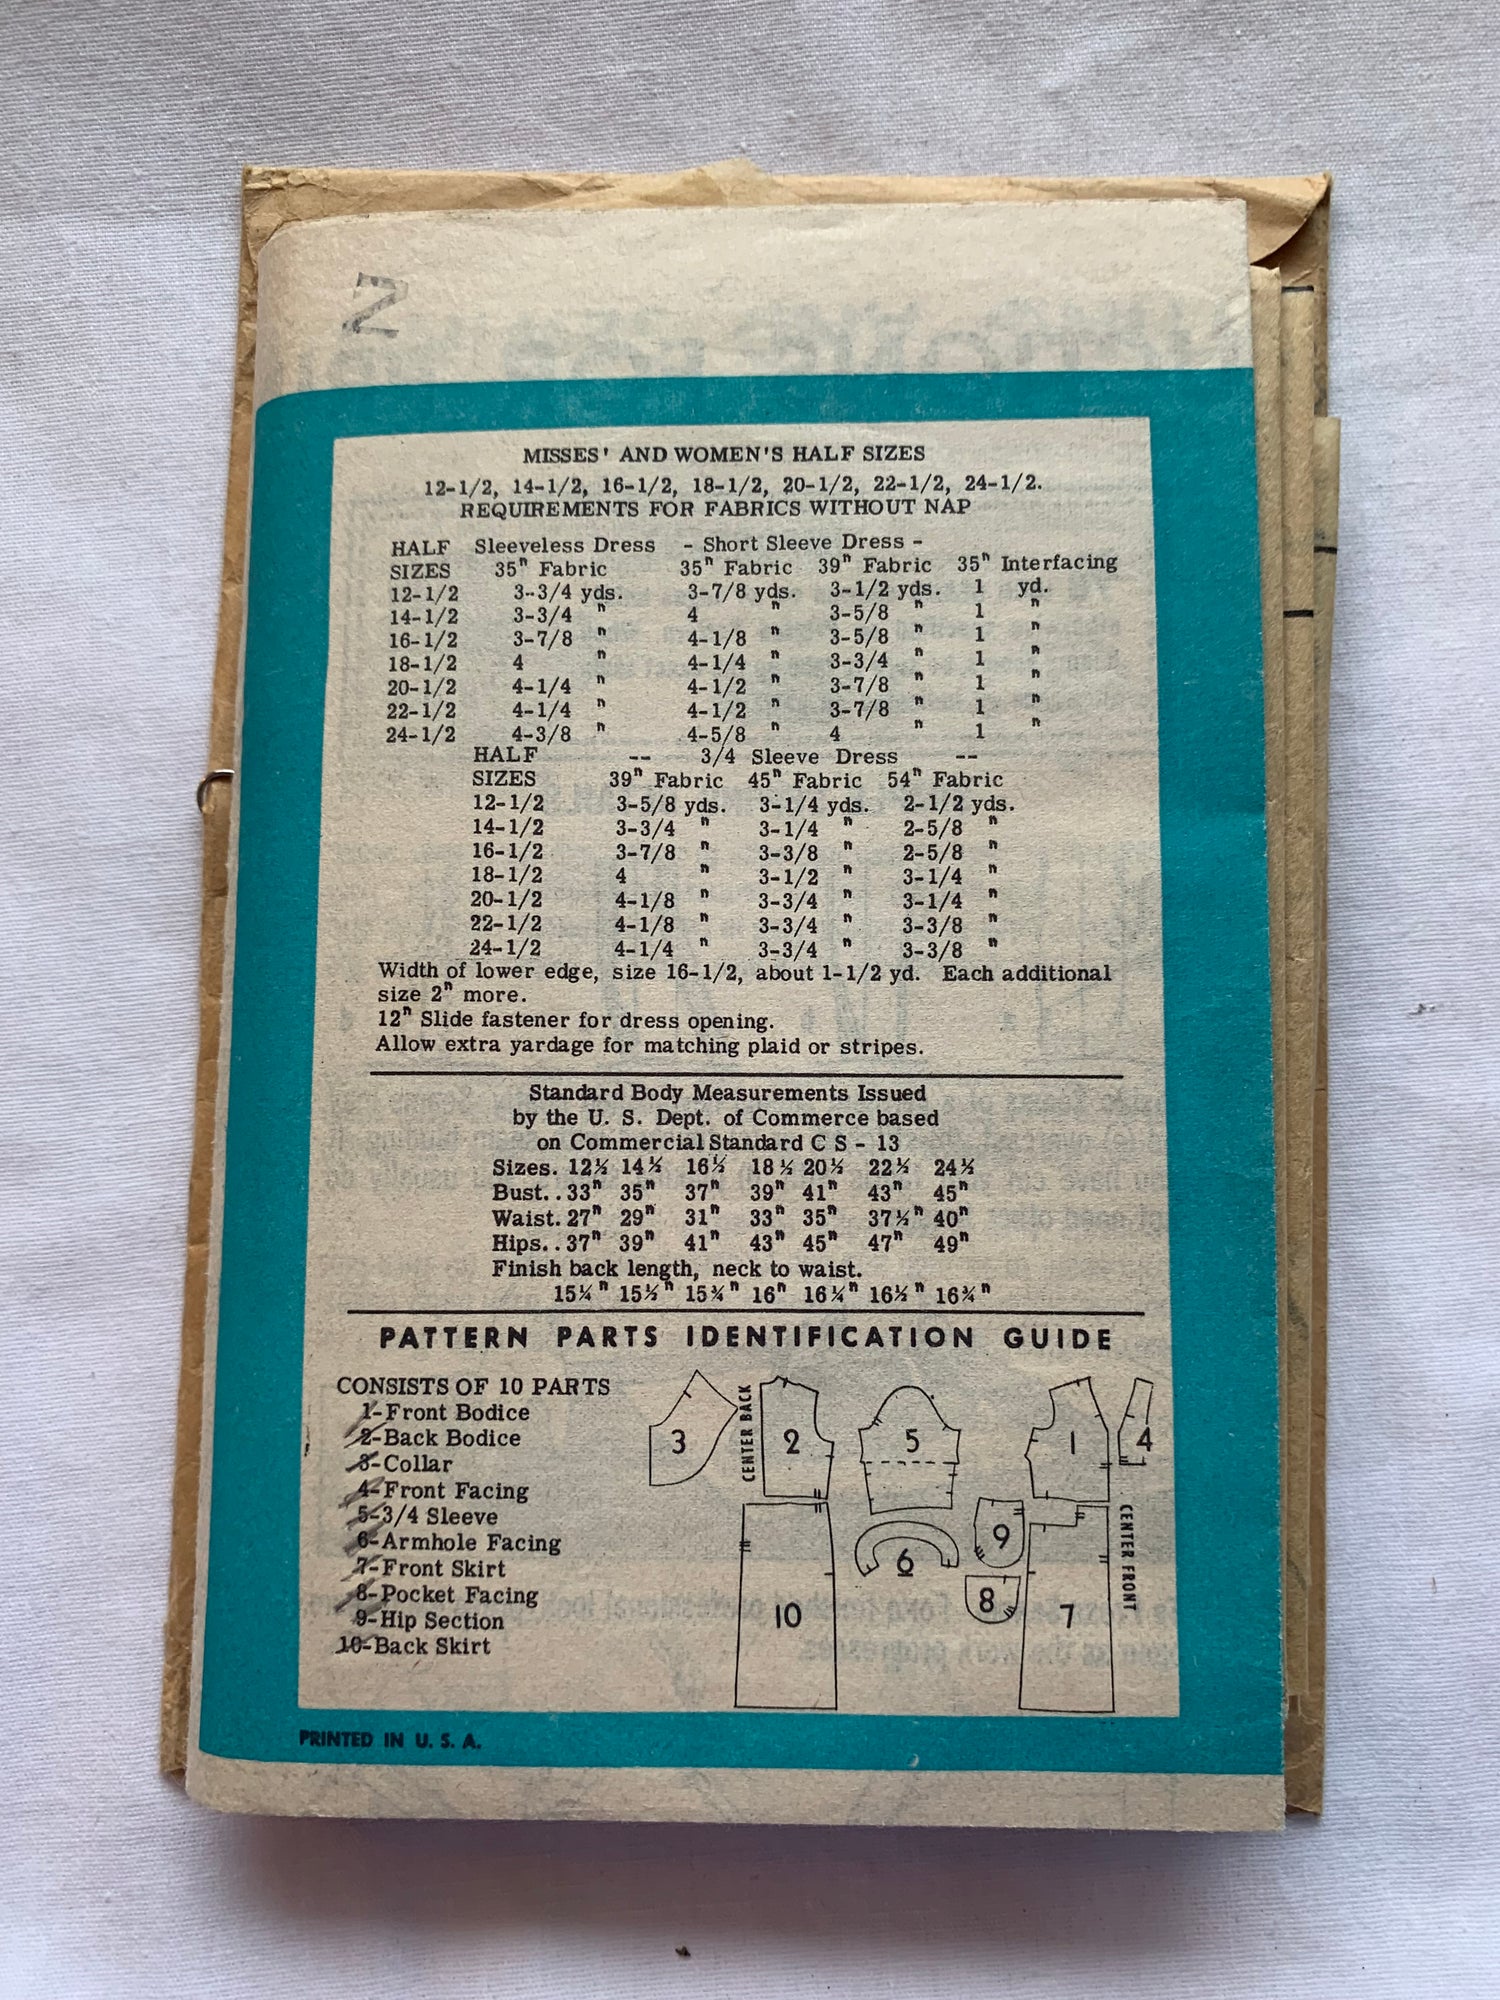 N
MISSES' AND WOMEN'S HALF SIZES
12-1/2, 14-1/2, 16-1/2, 18-1/2, 20-1/2, 22-1/2, 24-1/2.
REQUIREMENTS FOR FABRICS WITHOUT NAP
HALF Sleeveless Dress - Short Sleeve Dress -
SIZES 35" Fabric 35" Fabric 39" Fabric 35" Interfacing
12-1/2 3-3/4 yds. 3-7/8 yds. 3-1/2 yds. 1 yd.
14-1/2 3-3/4 " 4 " 3-5/8 " 1 "
16-1/2 3-7/8 " 4-1/8 " 3-5/8 " 1 "
18-1/2 4 " 4-1/4 " 3-3/4 " 1 "
20-1/2 4-1/4 " 4-1/2 " 3-7/8 " 1 "
22-1/2 4-1/4 " 4-1/2 " 3-7/8 " 1 "
24-1/2 4-3/8 " 4-5/8 " 4 " 1 "
HALF -- 3/4 Sleeve Dress --
SIZES 39" Fabric 45" Fabric 54" Fabric
12-1/2 3-5/8 yds. 3-1/4 yds. 2-1/2 yds.
14-1/2 3-3/4 " 3-1/4 " 2-5/8 "
16-1/2 3-7/8 " 3-3/8 " 2-5/8 "
18-1/2 4 " 3-1/2 " 3-1/4 "
20-1/2 4-1/8 " 3-3/4 " 3-1/4 "
22-1/2 4-1/8 " 3-3/4 " 3-3/8 "
24-1/2 4-1/4 " 3-3/4 " 3-3/8 "
Width of lower edge, size 16-1/2, about 1-1/2 yd. Each additional
size 2" more.
12" Slide fastener for dress opening.
Allow extra yardage for matching plaid or stripes.
Standard Body Measurements Issued
by the U. S. Dept. of Commerce based
on Commercial Standard C S - 13
Sizes. 12½ 14½ 16½ 18½ 20½ 22½ 24½
Bust. . 33" 35" 37" 39" 41" 43" 45"
Waist. 27" 29" 31" 33" 35" 37½" 40"
Hips. . 37" 39" 41" 43" 45" 47" 49"
Finish back length, neck to waist.
15¼" 15½" 15¾" 16" 16¼" 16½" 16¾"
PATTERN PARTS IDENTIFICATION GUIDE
CONSISTS OF 10 PARTS
1-Front Bodice
2-Back Bodice
3-Collar
4-Front Facing
5-3/4 Sleeve
6-Armhole Facing
7-Front Skirt
8-Pocket Facing
9-Hip Section
10-Back Skirt
3
CENTER BACK
2
5
1
4
6
9
8
10
7
CENTER FRONT
PRINTED IN U. S. A.